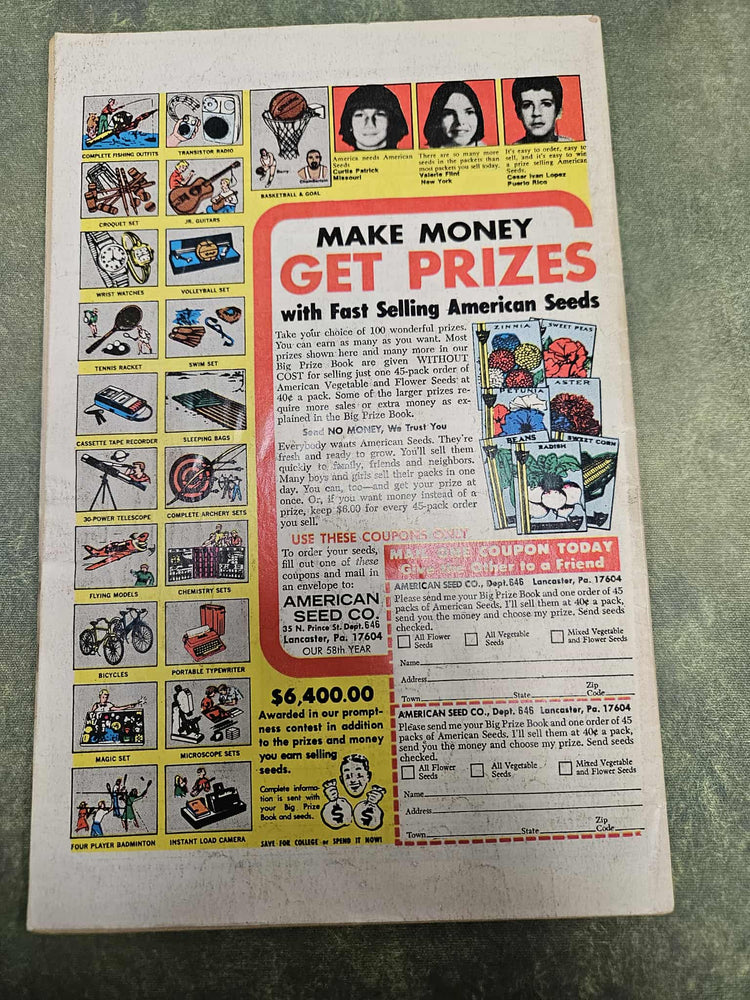 COMPLETE FISHING OUTFITS
TRANSISTOR RADIO
BASKETBALL & GOAL
CROQUET SET
JR. GUITARS
WRIST WATCHES
VOLLEYBALL SET
TENNIS RACKET
SWIM SET
CASSETTE TAPE RECORDER
SLEEPING BAGS
30-POWER TELESCOPE
COMPLETE ARCHERY SETS
FLYING MODELS
CHEMISTRY SETS
BICYCLES
PORTABLE TYPEWRITER
MAGIC SET
MICROSCOPE SETS
FOUR PLAYER BADMINTON
INSTANT LOAD CAMERA
America needs American
Seeds
Curtis Patrick
Missouri
There are so many more
seeds in the packets than
most packets you sell today.
Valerie Flint
New York
It's easy to order, easy to
sell, and it's easy to win
a prize selling American
Seeds.
Cesar Ivan Lopez
Puerto Rico
MAKE MONEY
GET PRIZES
with Fast Selling American Seeds
Take your choice of 100 wonderful prizes.
You can earn as many as you want. Most
prizes shown here and many more in our
Big Prize Book are given WITHOUT
COST for selling just one 45-pack order of
American Vegetable and Flower Seeds at
40¢ a pack. Some of the larger prizes re-
quire more sales or extra money as ex-
plained in the Big Prize Book.
Send NO MONEY, We Trust You
Everybody wants American Seeds. They're
fresh and ready to grow. You'll sell them
quickly to family, friends and neighbors.
Many boys and girls sell their packs in one
day. You can, too—and get your prize at
once. Or, if you want money instead of a
prize, keep $6.00 for every 45-pack order
you sell.
ZINNIA
SWEET PEAS
PETUNIA
ASTER
BEANS
RADISH
SWEET CORN
USE THESE COUPONS ONLY
To order your seeds,
fill out one of these
coupons and mail in
an envelope to:
AMERICAN
SEED CO.
35 N. Prince St. Dept. 646
Lancaster, Pa. 17604
OUR 58th YEAR
$6,400.00
Awarded in our prompt-
ness contest in addition
to the prizes and money
you earn selling
seeds.
Complete informa-
tion is sent with
your Big Prize
Book and seeds.
$ $
SAVE FOR COLLEGE or SPEND IT NOW!
MAIL ONE COUPON TODAY
Give the Other to a Friend
AMERICAN SEED CO., Dept. 646 Lancaster, Pa. 17604
Please send me your Big Prize Book and one order of 45
packs of American Seeds. I'll sell them at 40¢ a pack,
send you the money and choose my prize. Send seeds
checked.
All Flower
Seeds
All Vegetable
Seeds
Mixed Vegetable
and Flower Seeds
Name
Address
Town State Zip Code
AMERICAN SEED CO., Dept. 646 Lancaster, Pa. 17604
Please send me your Big Prize Book and one order of 45
packs of American Seeds. I'll sell them at 40¢ a pack,
send you the money and choose my prize. Send seeds
checked.
All Flower
Seeds
All Vegetable
Seeds
Mixed Vegetable
and Flower Seeds
Name
Address
Town State Zip Code